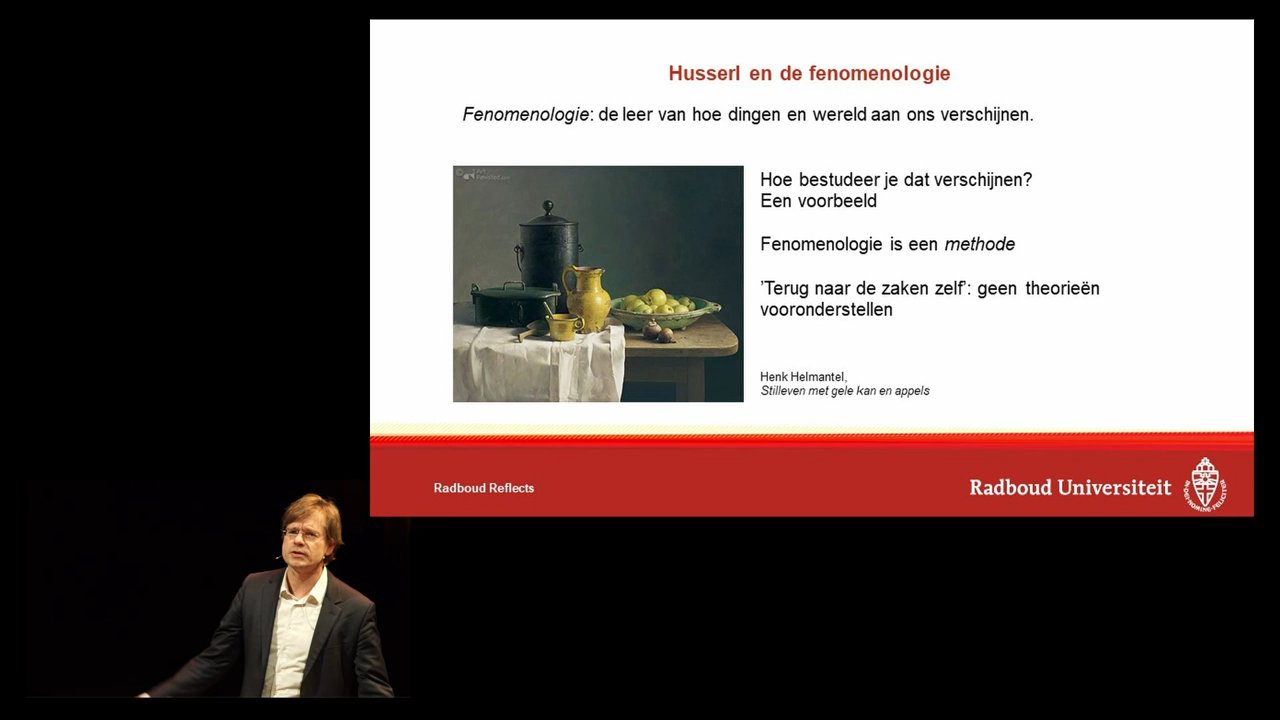 Husserl en de fenomenologie
Fenomenologie: de leer van hoe dingen en wereld aan ons verschijnen.
Hoe bestudeer je dat verschijnen?
Een voorbeeld
Fenomenologie is een methode
’Terug naar de zaken zelf’: geen theorieën
vooronderstellen
Henk Helmantel,
Stilleven met gele kan en appels
Radboud Reflects
Radboud Universiteit